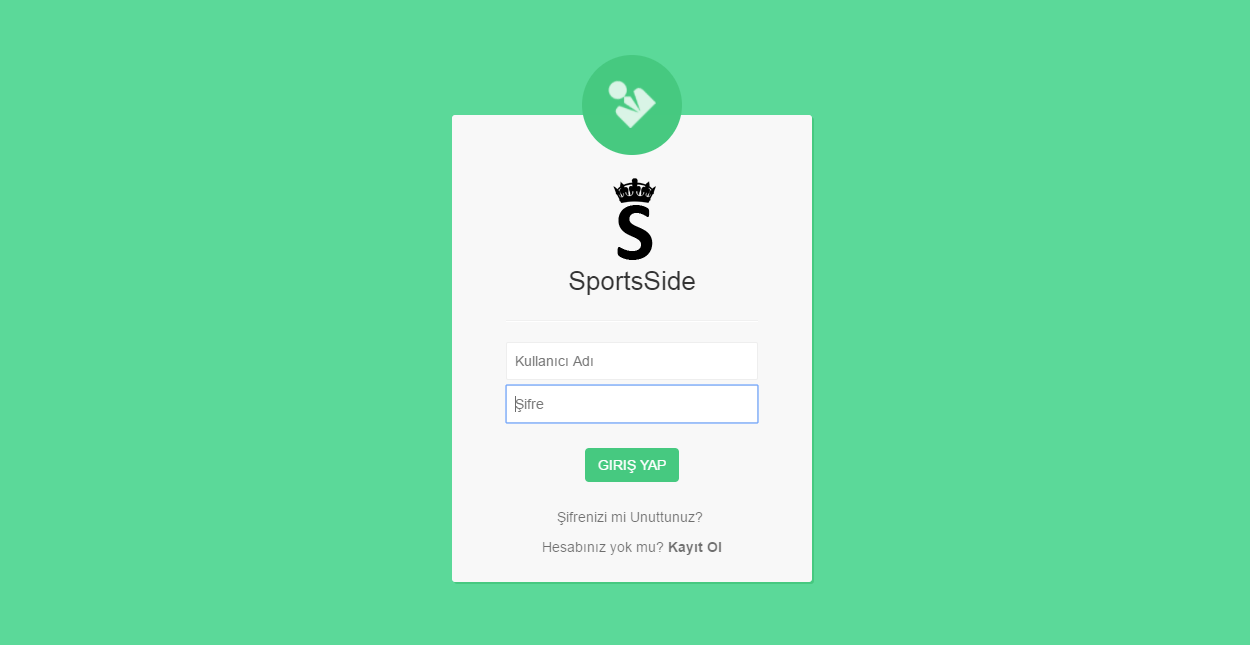 S
SportsSide
Kullanıcı Adı
Şifre
GIRIŞ YAP
Şifrenizi mi Unuttunuz?
Hesabınız yok mu? Kayıt Ol